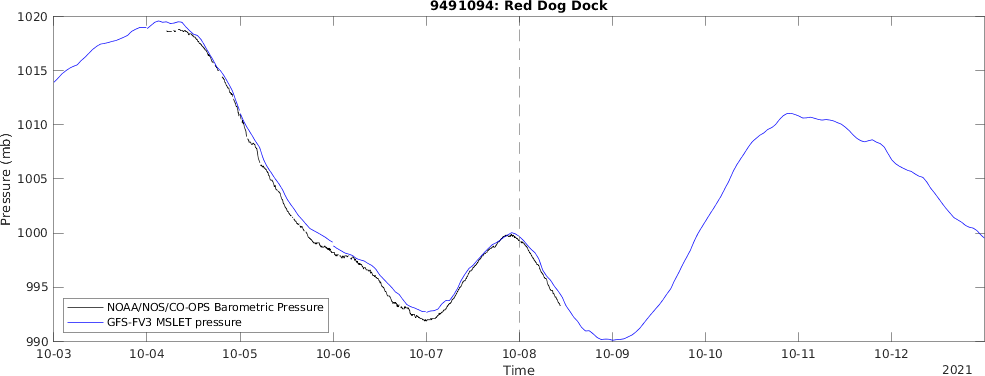 9491094: Red Dog Dock
Pressure (mb)
1020
1015
1010
1005
1000
995
990
NOAA/NOS/CO-OPS Barometric Pressure
GFS-FV3 MSLET pressure
10-03 10-04 10-05 10-06 10-07 10-08 10-09 10-10 10-11 10-12
Time
2021